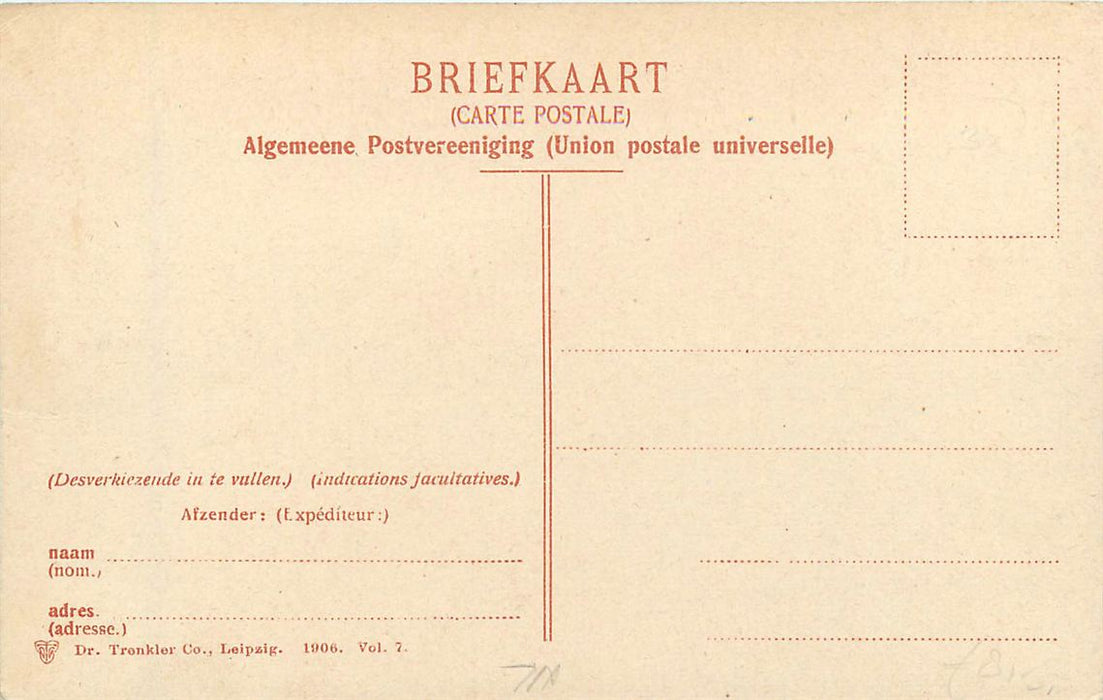 BRIEFKAART
(CARTE POSTALE)
Algemeene Postvereeniging (Union postale universelle)
(Desverkiezende in te vullen.) (indications facultatives.)
Afzender: (Expéditeur:)
naam
(nom.)
adres.
(adresse.)
Dr. Trenkler Co., Leipzig. 1906. Vol. 7.